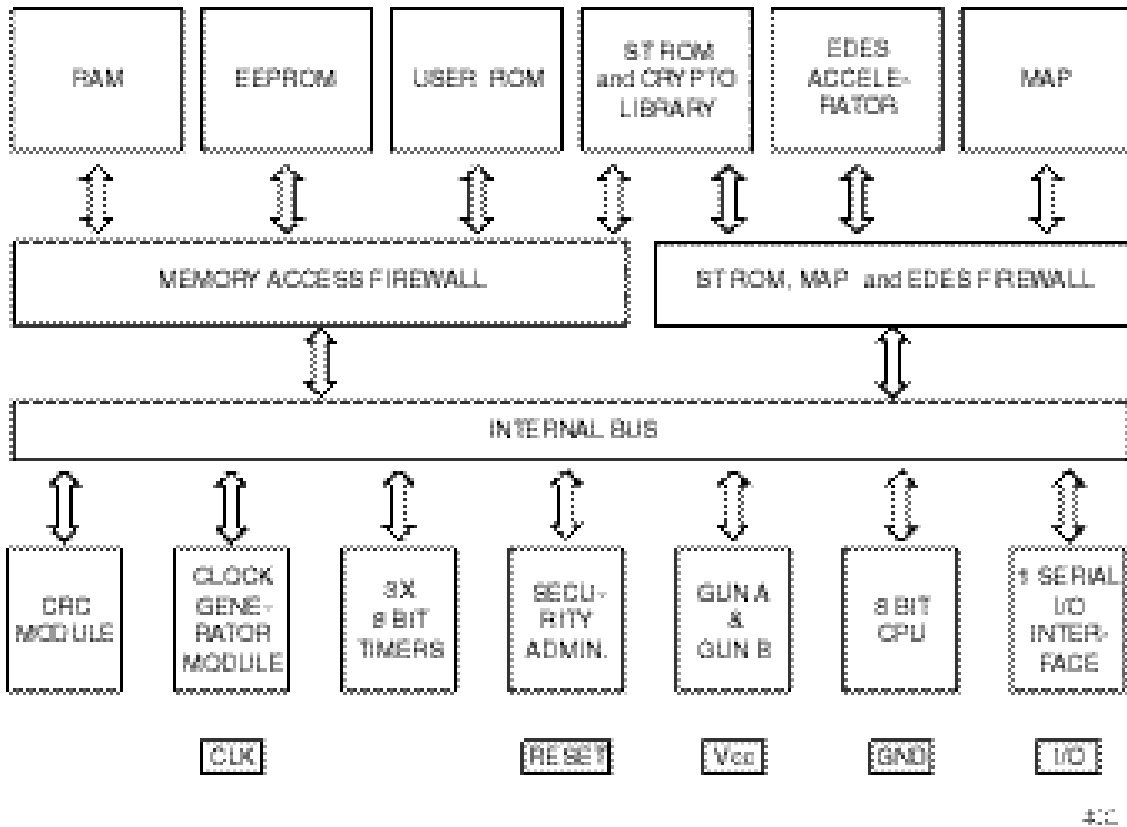 RAM
EEPROM
USER ROM
ST ROM
and CRYPTO
LIBRARY
EDES
ACCELE-
RATOR
MAP
MEMORY ACCESS FIREWALL
ST ROM, MAP and EDES FIREWALL
INTERNAL BUS
CRC
MODULE
CLOCK
GENE-
RATOR
MODULE
3X
8 BIT
TIMERS
SECU-
RITY
ADMIN.
GUN A
&
GUN B
8 BIT
CPU
1 SERIAL
I/O
INTER-
FACE
CLK
RESET
Vcc
GND
I/O